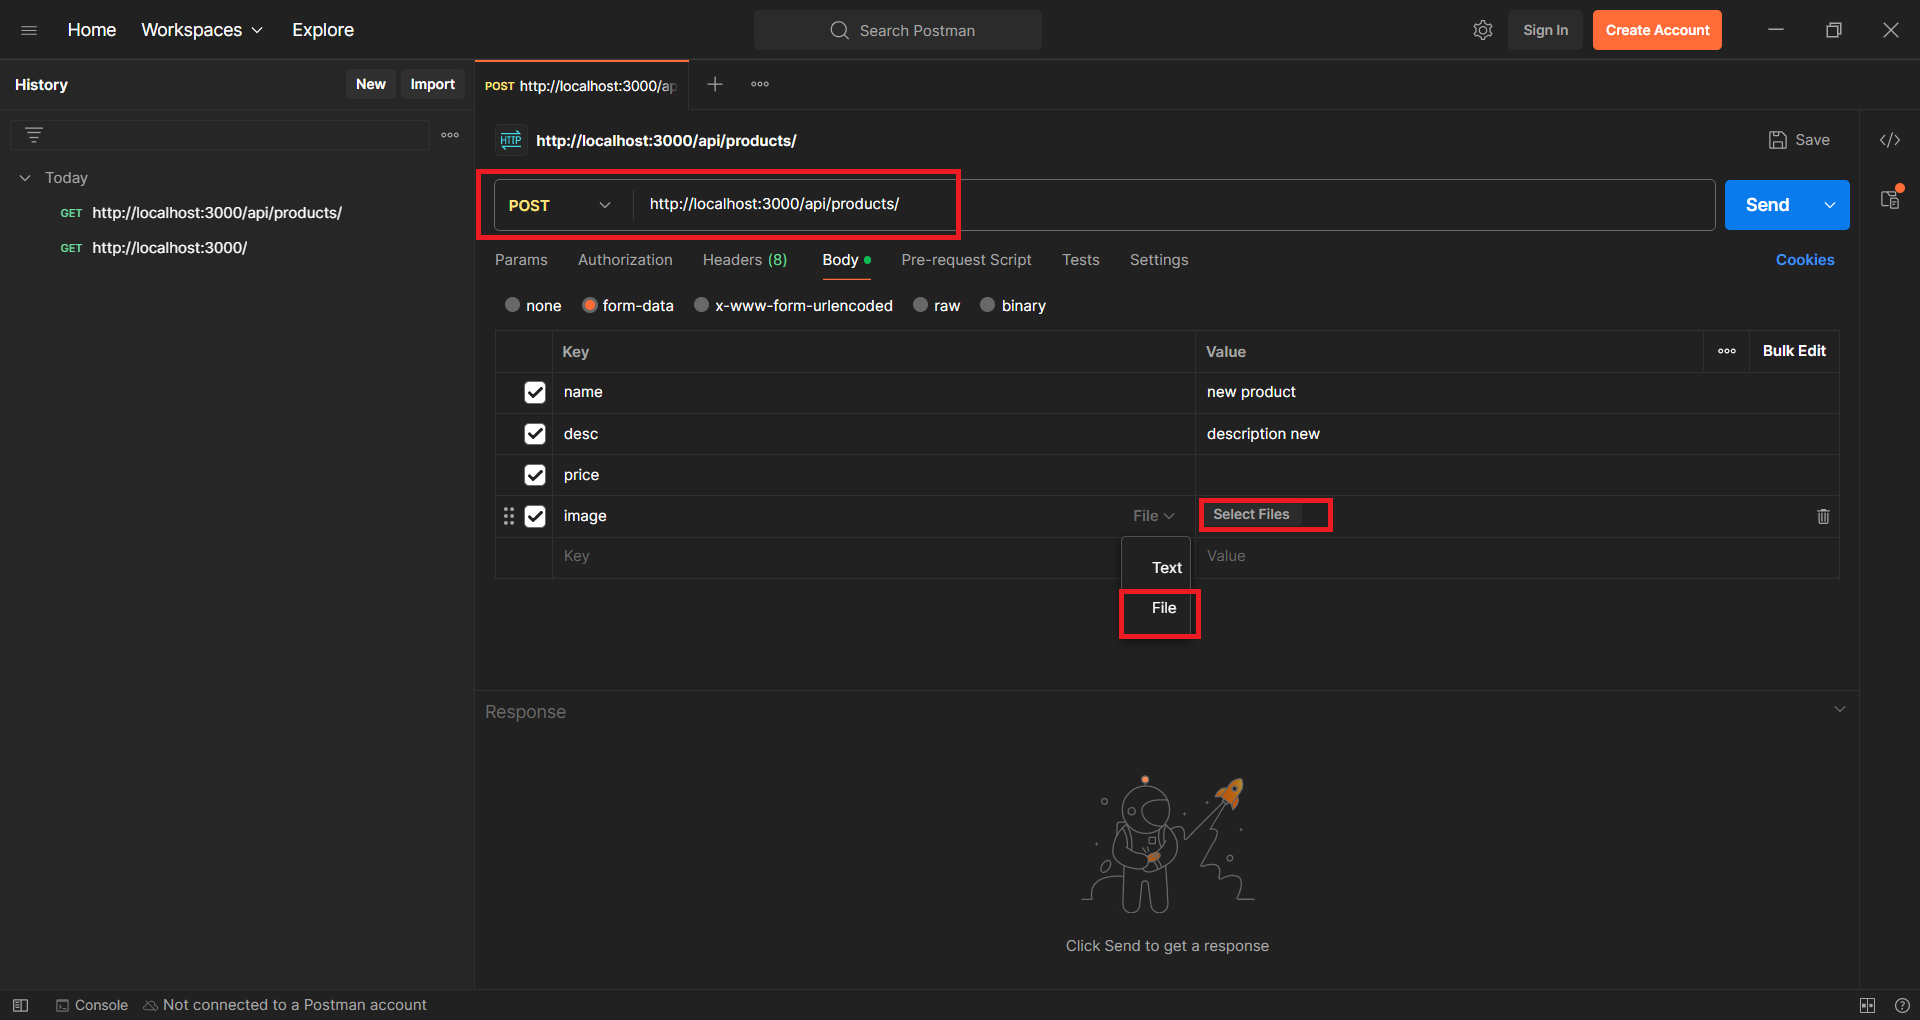 Home Workspaces Explore Search Postman Sign In Create Account
History New Import POST http://localhost:3000/ap
HTTP http://localhost:3000/api/products/ Save </>
Today
GET http://localhost:3000/api/products/
GET http://localhost:3000/
POST http://localhost:3000/api/products/ Send
Params Authorization Headers (8) Body Pre-request Script Tests Settings Cookies
none form-data x-www-form-urlencoded raw binary
Key Value Bulk Edit
name new product
desc description new
price
image File Select Files
Key Value
Text
File
Response
Click Send to get a response
Console Not connected to a Postman account